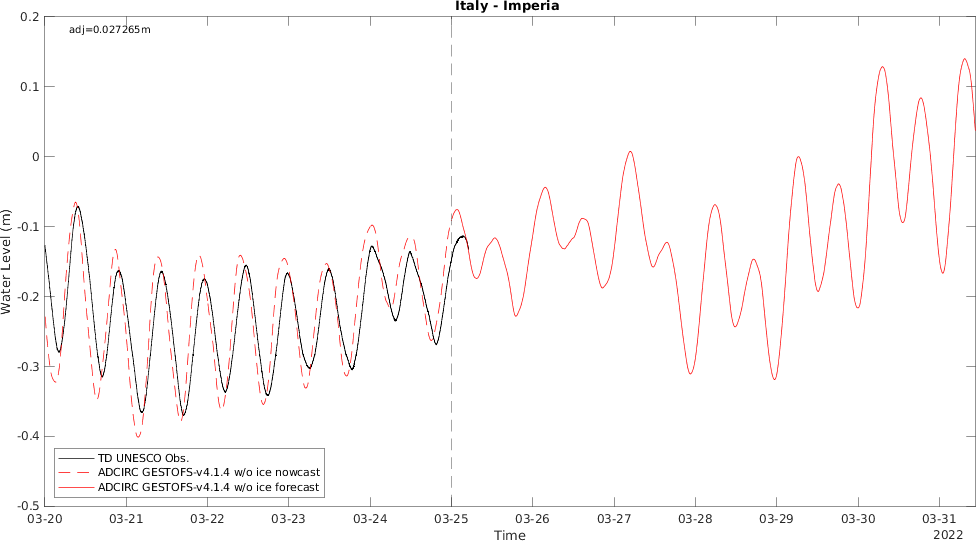 Italy - Imperia
adj=0.027265m
0.2
0.1
0
-0.1
-0.2
-0.3
-0.4
-0.5
Water Level (m)
TD UNESCO Obs.
ADCIRC GESTOFS-v4.1.4 w/o ice nowcast
ADCIRC GESTOFS-v4.1.4 w/o ice forecast
03-20 03-21 03-22 03-23 03-24 03-25 03-26 03-27 03-28 03-29 03-30 03-31
Time
2022